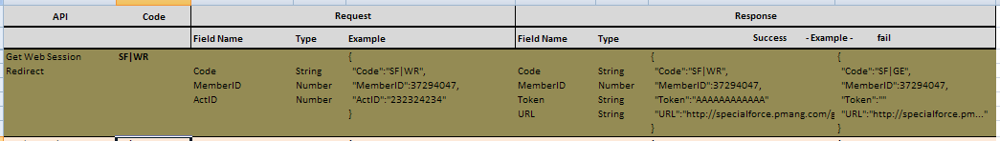 API Code Request Response
Field Name Type Example Field Name Type Success - Example - fail
Get Web Session SF|WR { { {
Redirect Code String "Code":"SF|WR", Code String "Code":"SF|WR", "Code":"SF|GE",
MemberID Number "MemberID":37294047, MemberID Number "MemberID":37294047, "MemberID":37294047,
ActID Number "ActID":"232324234" Token String "Token":"AAAAAAAAAAAA" "Token":""
} URL String "URL":"http://specialforce.pmang.com/g "URL":"http://specialforce.pm..."
} }